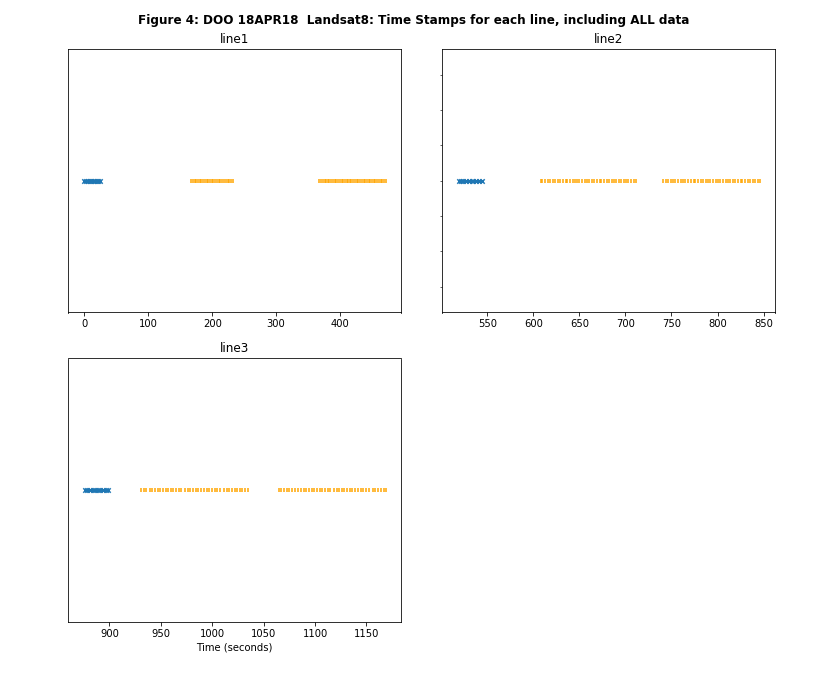 Figure 4: DOO 18APR18  Landsat8: Time Stamps for each line, including ALL data
line1
line2
0 100 200 300 400
550 600 650 700 750 800 850
line3
900 950 1000 1050 1100 1150
Time (seconds)